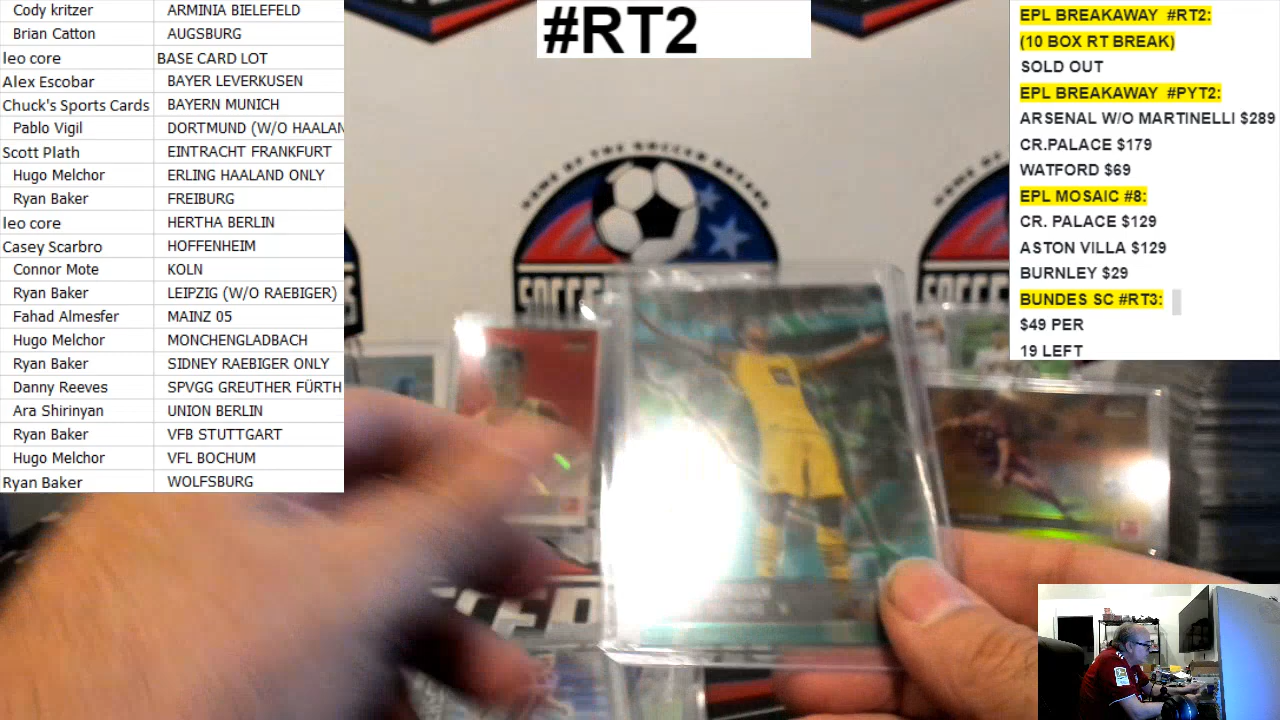 Cody kritzer ARMINIA BIELEFELD
Brian Catton AUGSBURG
leo core BASE CARD LOT
Alex Escobar BAYER LEVERKUSEN
Chuck's Sports Cards BAYERN MUNICH
Pablo Vigil DORTMUND (W/O HAALAN
Scott Plath EINTRACHT FRANKFURT
Hugo Melchor ERLING HAALAND ONLY
Ryan Baker FREIBURG
leo core HERTHA BERLIN
Casey Scarbro HOFFENHEIM
Connor Mote KOLN
Ryan Baker LEIPZIG (W/O RAEBIGER)
Fahad Almesfer MAINZ 05
Hugo Melchor MONCHENGLADBACH
Ryan Baker SIDNEY RAEBIGER ONLY
Danny Reeves SPVGG GREUTHER FÜRTH
Ara Shirinyan UNION BERLIN
Ryan Baker VFB STUTTGART
Hugo Melchor VFL BOCHUM
Ryan Baker WOLFSBURG
#RT2
EPL BREAKAWAY #RT2:
(10 BOX RT BREAK)
SOLD OUT
EPL BREAKAWAY #PYT2:
ARSENAL W/O MARTINELLI $289
CR.PALACE $179
WATFORD $69
EPL MOSAIC #8:
CR. PALACE $129
ASTON VILLA $129
BURNLEY $29
BUNDES SC #RT3:
$49 PER
19 LEFT